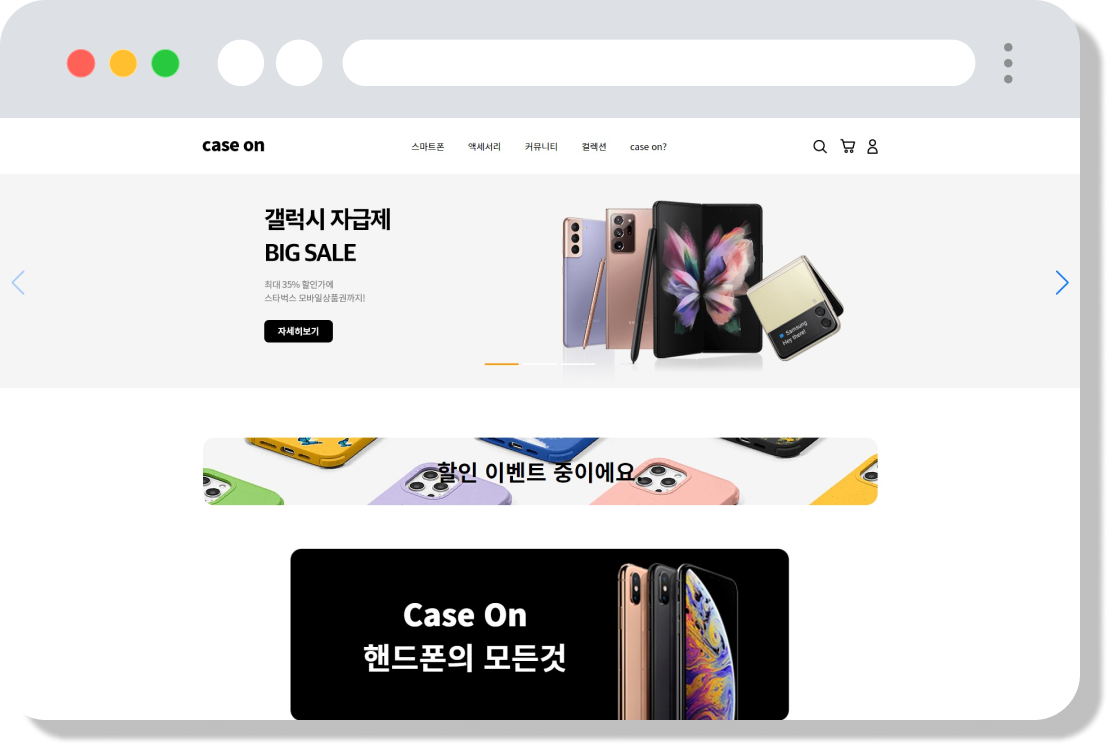 case on
스마트폰 액세서리 커뮤니티 컬렉션 case on?
갤럭시 자급제
BIG SALE
최대 35% 할인가에
스타벅스 모바일상품권까지!
자세히보기
Samsung
Hey there!
할인 이벤트 중이에요.
Case On
핸드폰의 모든것